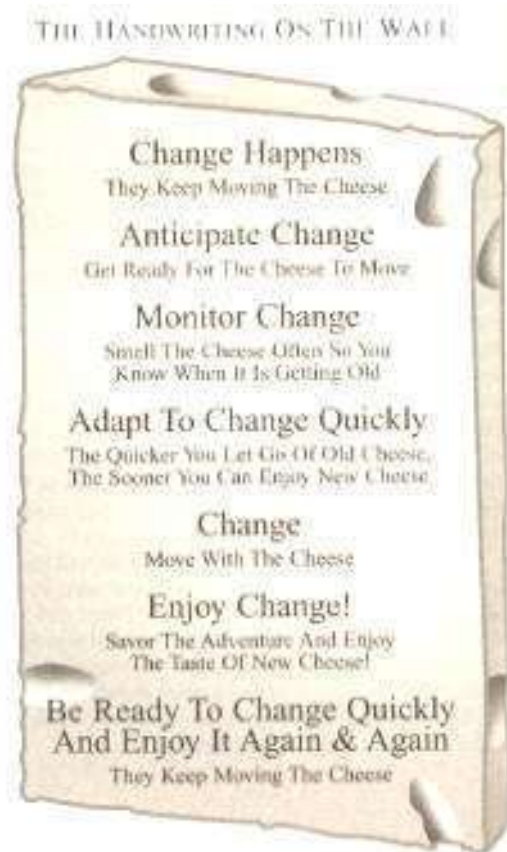 THE HANDWRITING ON THE WALL
Change Happens
They Keep Moving The Cheese
Anticipate Change
Get Ready For The Cheese To Move
Monitor Change
Smell The Cheese Often So You
Know When It Is Getting Old
Adapt To Change Quickly
The Quicker You Let Go Of Old Cheese,
The Sooner You Can Enjoy New Cheese
Change
Move With The Cheese
Enjoy Change!
Savor The Adventure And Enjoy
The Taste Of New Cheese!
Be Ready To Change Quickly
And Enjoy It Again & Again
They Keep Moving The Cheese